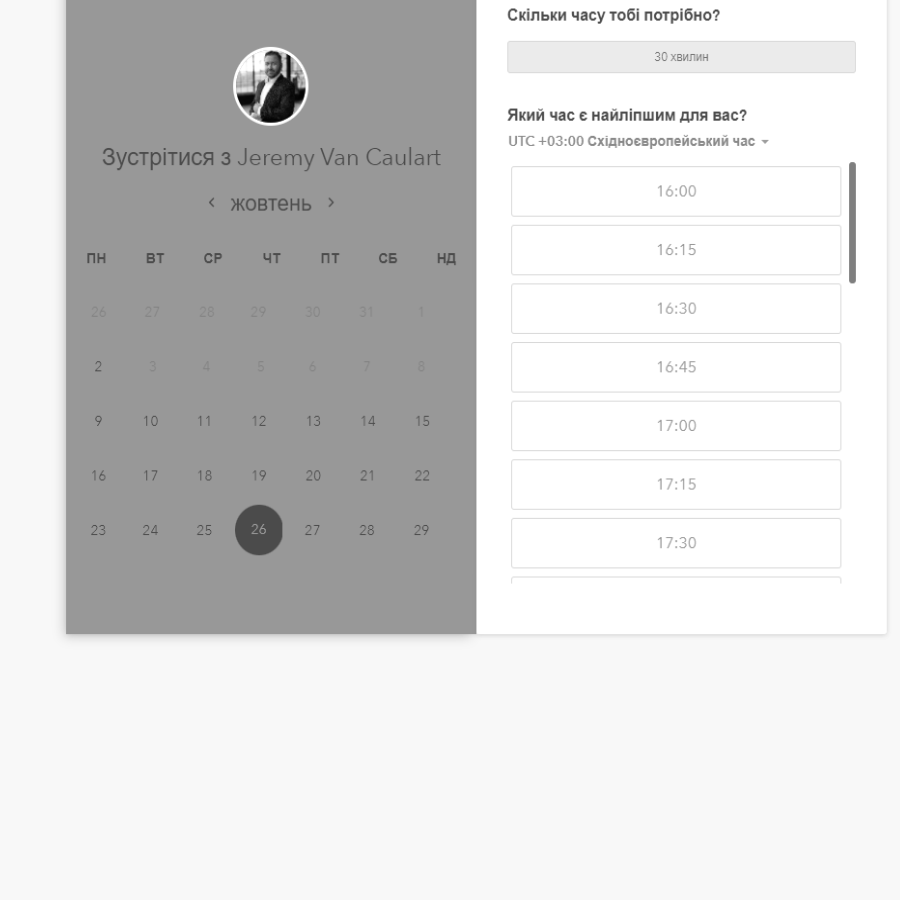 Зустрітися з Jeremy Van Caulart
жовтень
ПН ВТ СР ЧТ ПТ СБ НД
26 27 28 29 30 31 1
2 3 4 5 6 7 8
9 10 11 12 13 14 15
16 17 18 19 20 21 22
23 24 25 26 27 28 29
Скільки часу тобі потрібно?
30 хвилин
Який час є найліпшим для вас?
UTC +03:00 Східноєвропейський час
16:00
16:15
16:30
16:45
17:00
17:15
17:30